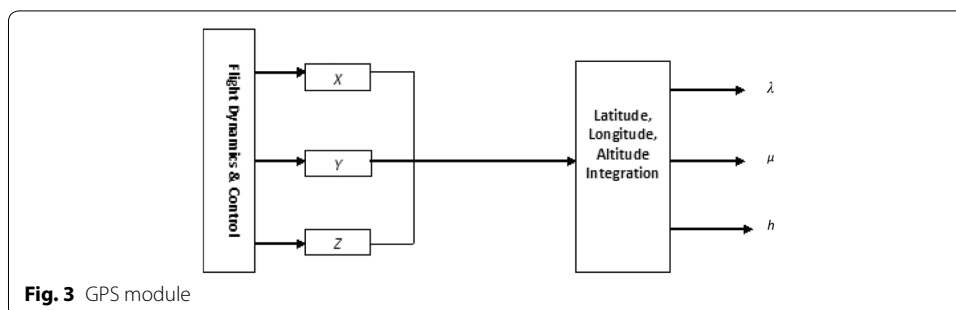 Flight Dynamics & Control
X
Y
Z
Latitude,
Longitude,
Altitude
Integration
λ
μ
h
Fig. 3 GPS module